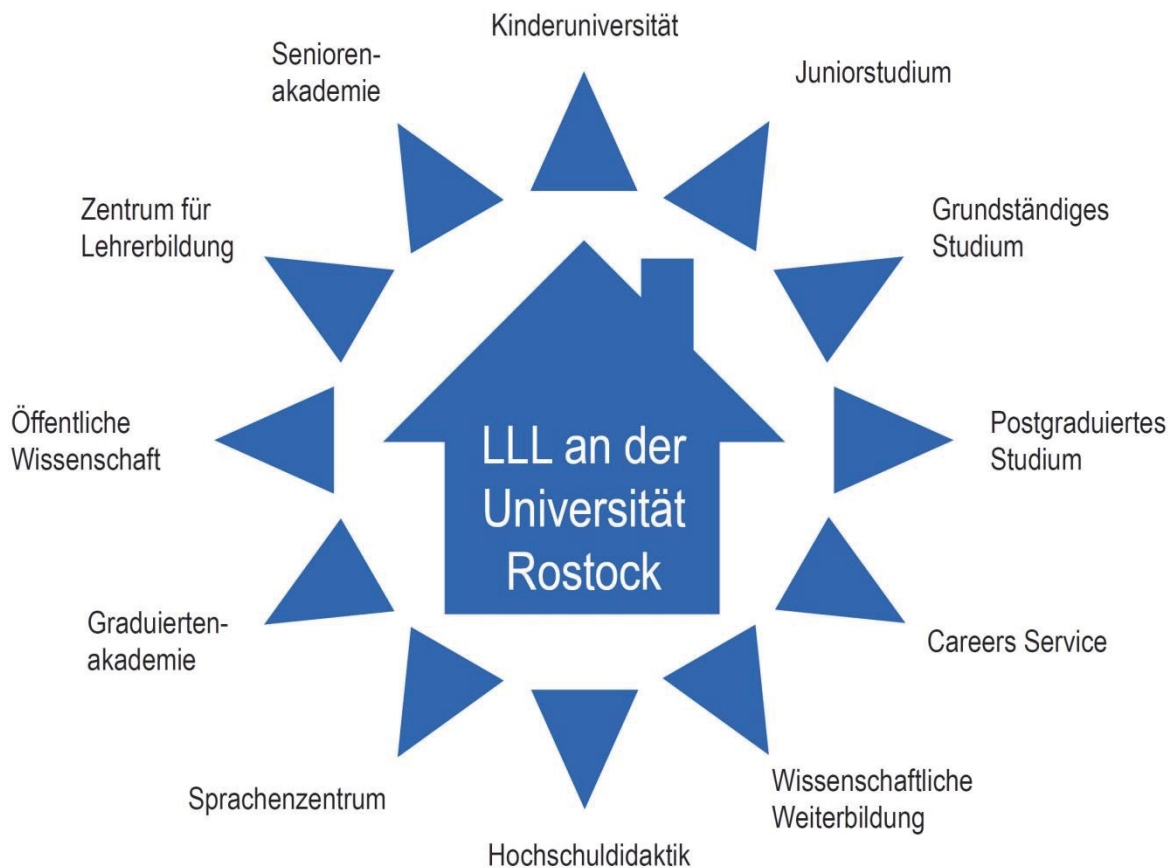 Kinderuniversität
Juniorstudium
Grundständiges
Studium
Postgraduiertes
Studium
Careers Service
Wissenschaftliche
Weiterbildung
Hochschuldidaktik
Sprachenzentrum
Graduierten-
akademie
Öffentliche
Wissenschaft
Zentrum für
Lehrerbildung
Senioren-
akademie
LLL an der
Universität
Rostock